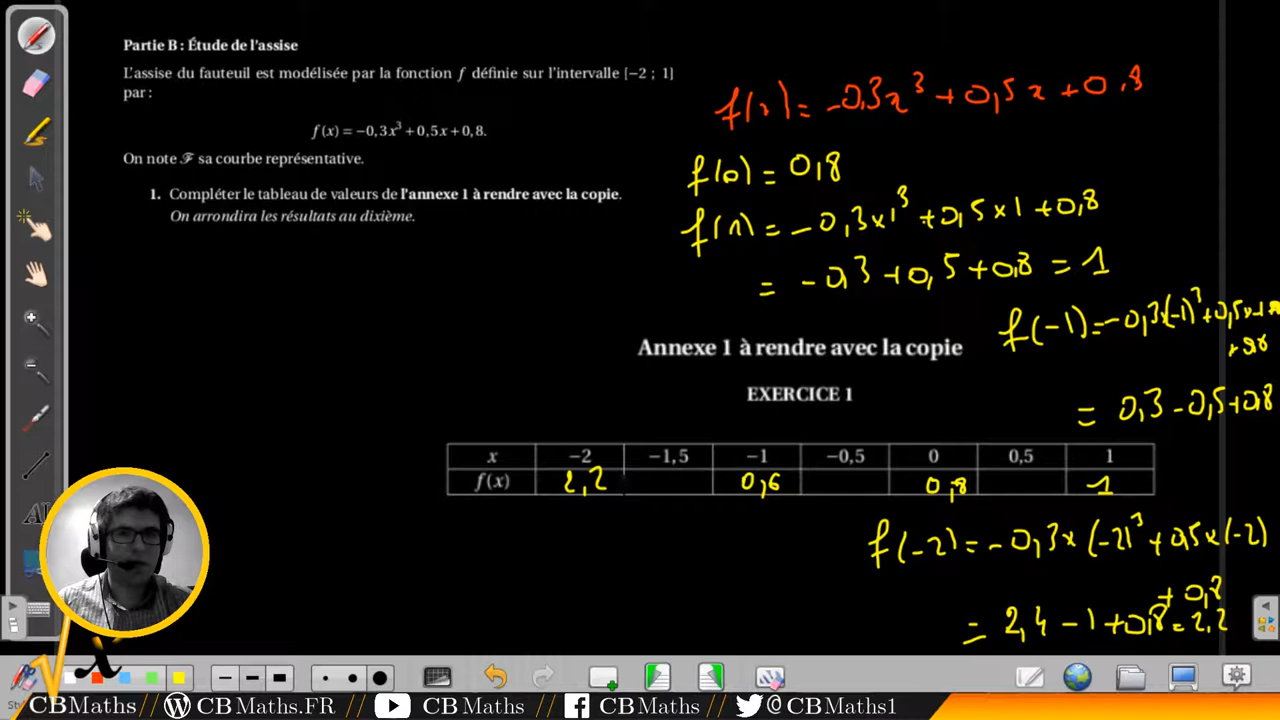 Partie B : Étude de l'assise
L'assise du fauteuil est modélisée par la fonction f définie sur l'intervalle [−2 ; 1]
par :
f(x) = −0,3x³ + 0,5x + 0,8.
On note ℱ sa courbe représentative.
1. Compléter le tableau de valeurs de l'annexe 1 à rendre avec la copie.
On arrondira les résultats au dixième.
f(x) = -0,3x³ + 0,5x + 0,8
f(0) = 0,8
f(1) = -0,3×1³ + 0,5×1 + 0,8
= -0,3 + 0,5 + 0,8 = 1
f(-1) = -0,3×(-1)³ + 0,5×
= 0,3 - 0,5 + 0,8
Annexe 1 à rendre avec la copie
EXERCICE 1
x −2 −1,5 −1 −0,5 0 0,5 1
f(x) 2,2 0,6 0,8 1
f(-2) = -0,3×(-2)³ + 0,5×(-2)
+ 0,8
= 2,4 - 1 + 0,8 = 2,2
CBMaths CBMaths.FR CBMaths CBMaths @CBMaths1